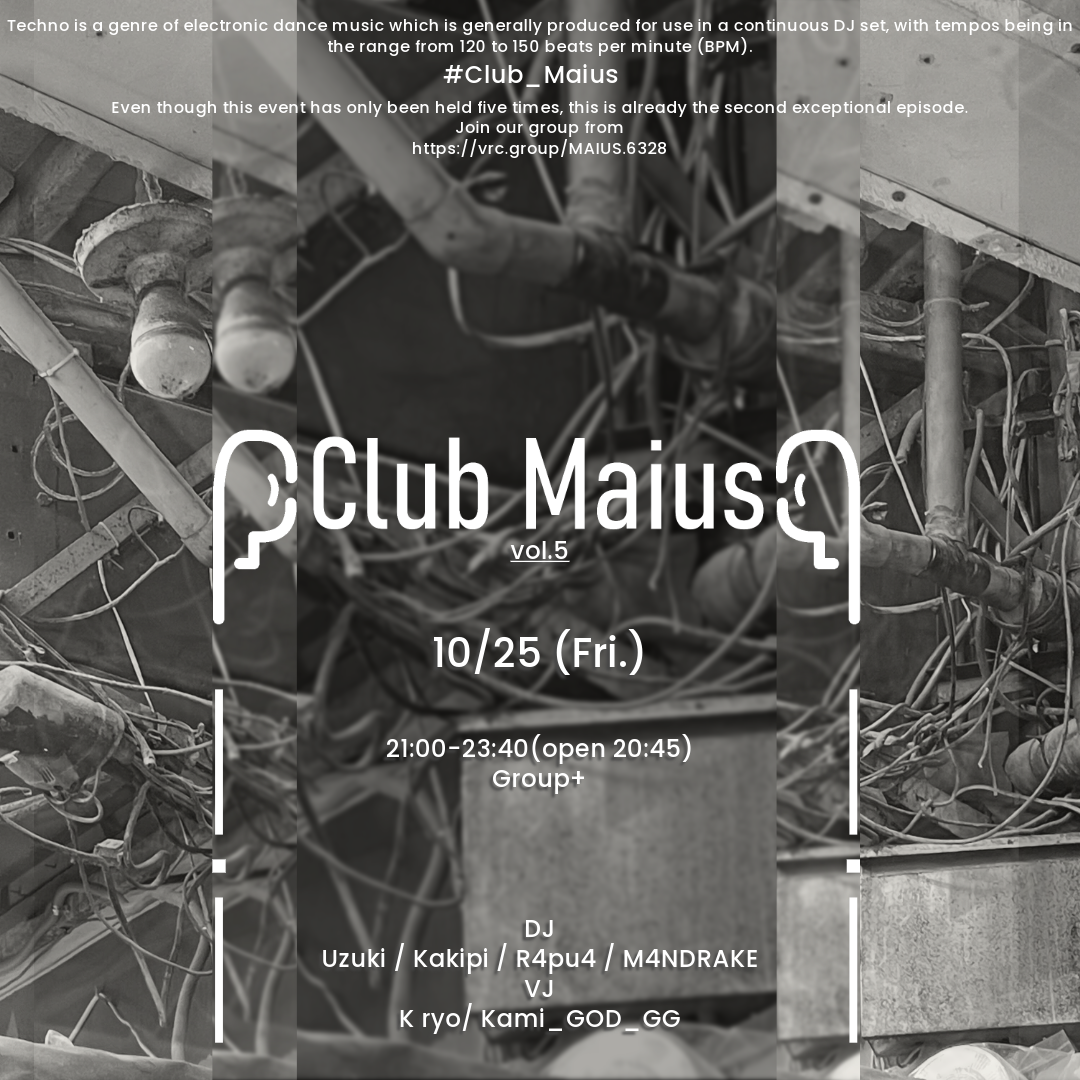 Techno is a genre of electronic dance music which is generally produced for use in a continuous DJ set, with tempos being in
the range from 120 to 150 beats per minute (BPM).
#Club_Maius
Even though this event has only been held five times, this is already the second exceptional episode.
Join our group from
https://vrc.group/MAIUS.6328
Club Maius
vol.5
10/25 (Fri.)
21:00-23:40(open 20:45)
Group+
DJ
Uzuki / Kakipi / R4pu4 / M4NDRAKE
VJ
K ryo/ Kami_GOD_GG